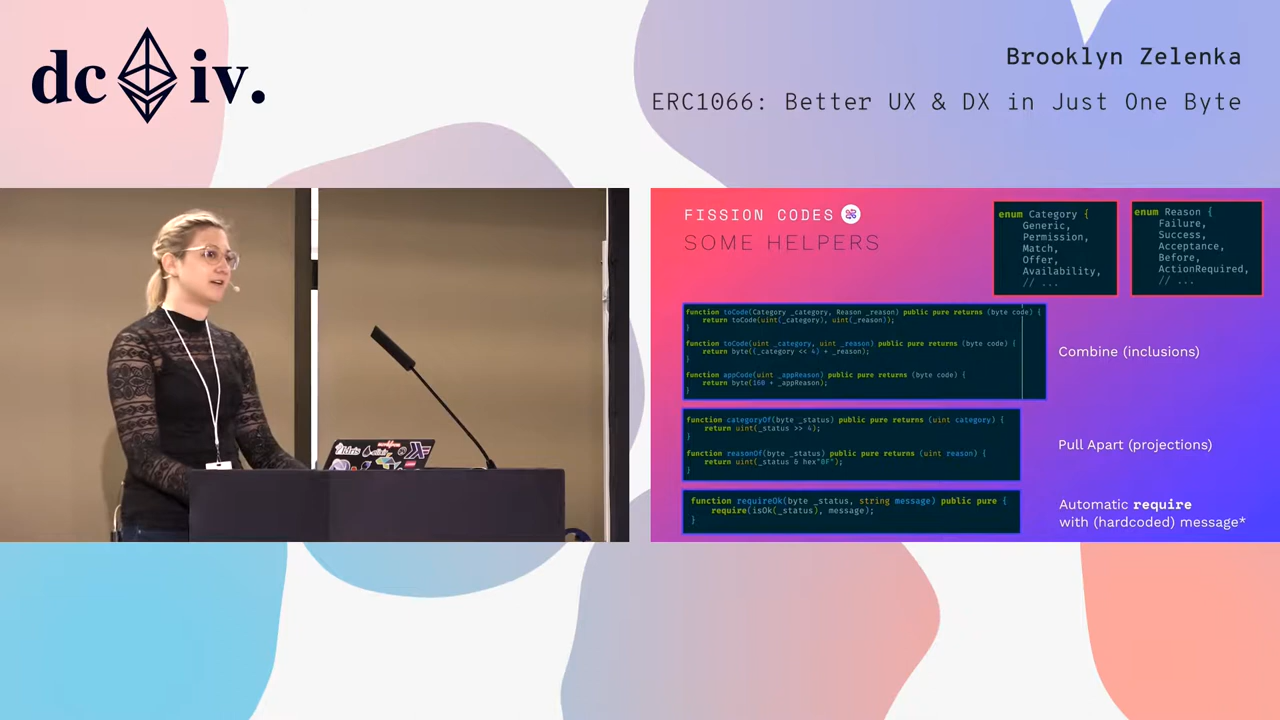 dc iv.
Brooklyn Zelenka
ERC1066: Better UX & DX in Just One Byte
FISSION CODES
SOME HELPERS
enum Category {
Generic,
Permission,
Match,
Offer,
Availability,
// ...
enum Reason {
Failure,
Success,
Acceptance,
Before,
ActionRequired,
// ...
function toCode(Category _category, Reason _reason) public pure returns (byte code) {
return toCode(uint(_category), uint(_reason));
}
function toCode(uint _category, uint _reason) public pure returns (byte code) {
return byte((_category << 4) + _reason);
}
function appCode(uint _appReason) public pure returns (byte code) {
return byte(160 + _appReason);
}
Combine (inclusions)
function categoryOf(byte _status) public pure returns (uint category) {
return uint(_status >> 4);
}
function reasonOf(byte _status) public pure returns (uint reason) {
return uint(_status & hex"0F");
}
Pull Apart (projections)
function requireOk(byte _status, string message) public pure {
require(isOk(_status), message);
}
Automatic require
with (hardcoded) message*